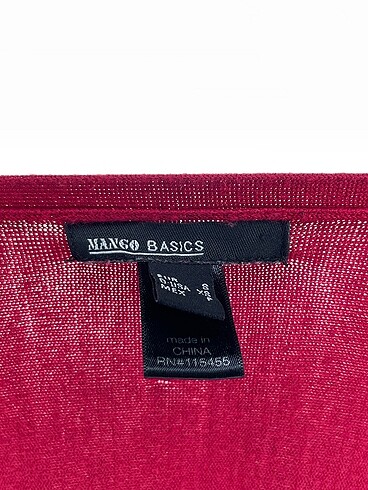 MANGO BASICS
EUR S
USA
MEX
made in
CHINA
RN#115455